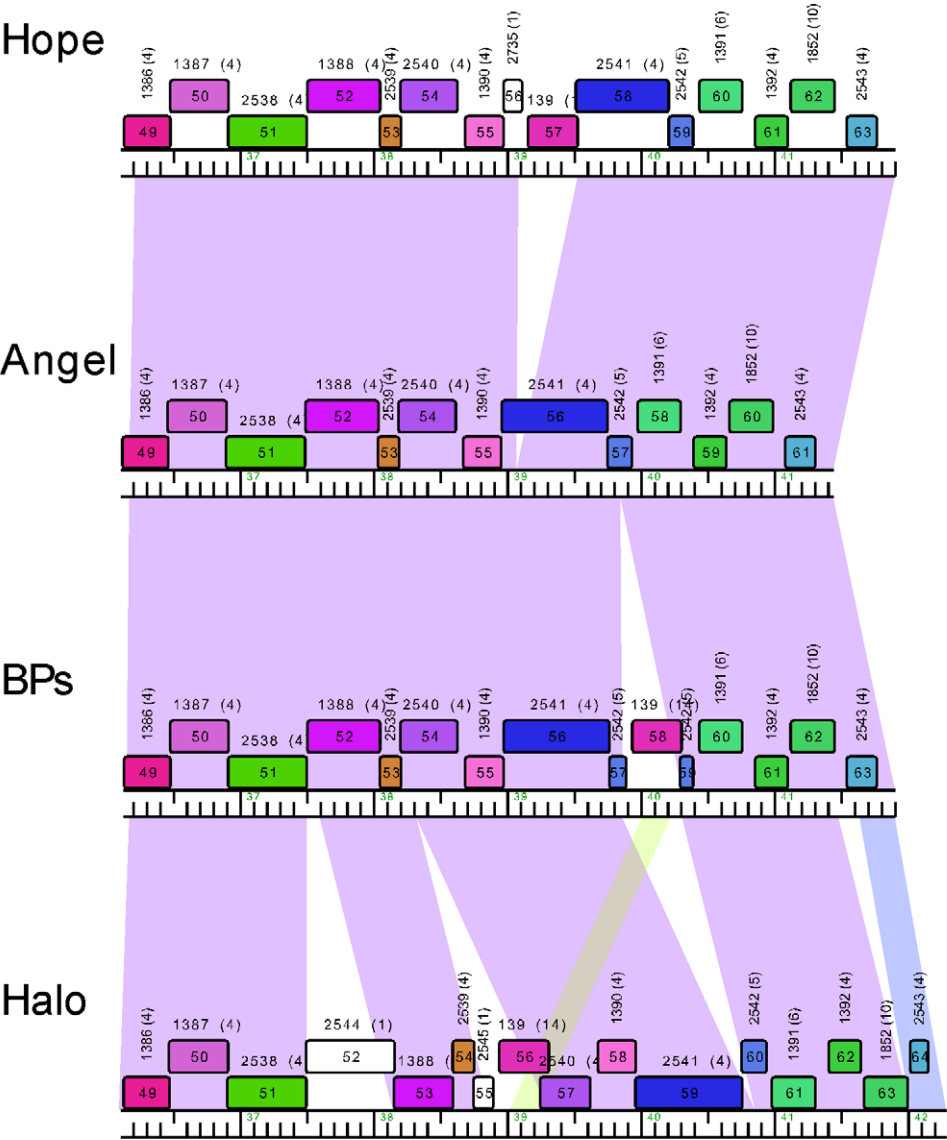 Hope
1386 (4) 1387 (4) 2538 (4 1388 (4) 2539 (4) 2540 (4) 1390 (4) 2735 (1) 139 2541 (4) 2542 (5) 1391 (6) 1392 (4) 1852 (10) 2543 (4)
50 52 54 56 58 60 62
49 51 53 55 57 59 61 63
37 38 39 40 41
Angel
1386 (4) 1387 (4) 2538 (4 1388 (4) 2539 (4) 2540 (4) 1390 (4) 2541 (4) 2542 (5) 1391 (6) 1392 (4) 1852 (10) 2543 (4)
50 52 54 56 58 60
49 51 53 55 57 59 61
37 38 39 40 41
BPs
1386 (4) 1387 (4) 2538 (4 1388 (4) 2539 (4) 2540 (4) 1390 (4) 2541 (4) 2542 (5) 139 (14) 2542 (5) 1391 (6) 1392 (4) 1852 (10) 2543 (4)
50 52 54 56 58 60 62
49 51 53 55 57 59 61 63
37 38 39 40 41
Halo
1386 (4) 1387 (4) 2538 (4 2544 (1) 1388 ( 2539 (4) 2545 (1) 139 (14) 2540 (4 1390 (4) 2541 (4) 2542 (5) 1391 (6) 1392 (4) 1852 (10) 2543 (4)
50 52 54 56 58 60 62 64
49 51 53 55 57 59 61 63
37 38 39 40 41 42